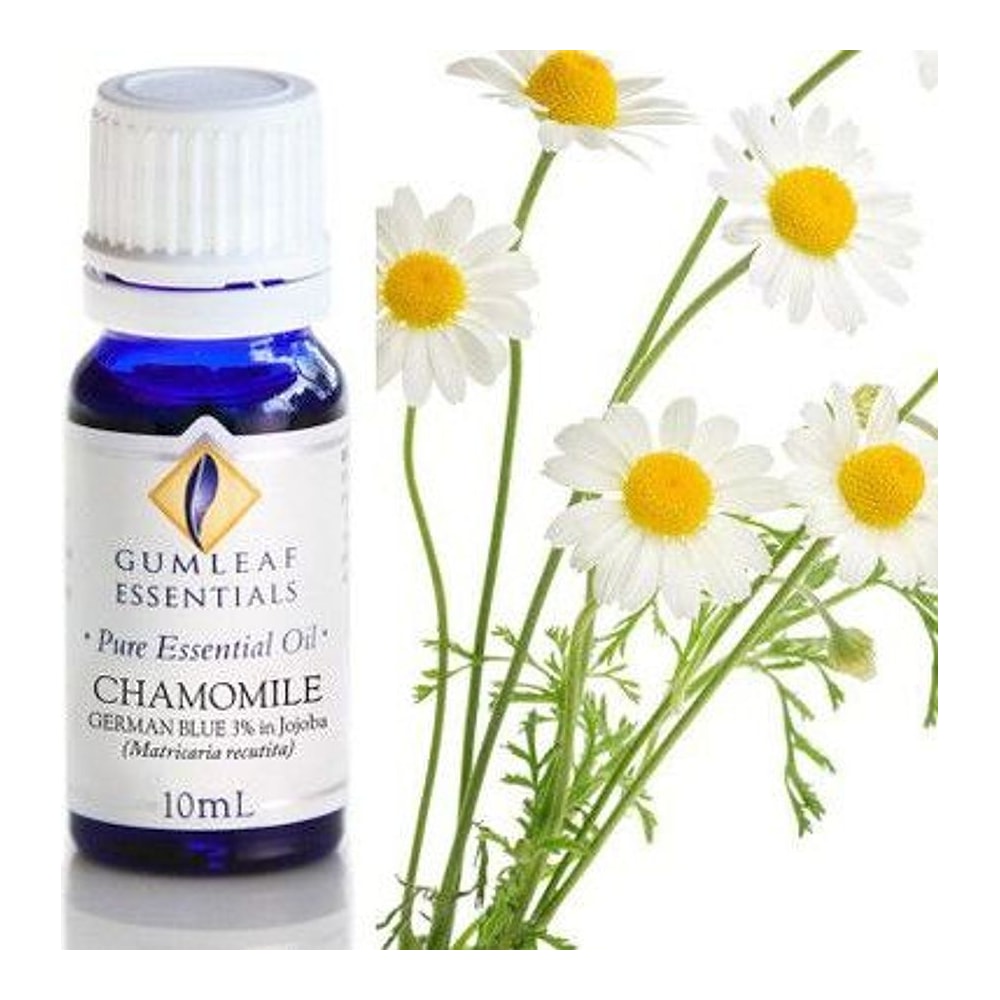 GUMLEAF
ESSENTIALS
• Pure Essential Oil •
CHAMOMILE
GERMAN BLUE 3% in Jojoba
(Matricaria recutita)
10mL